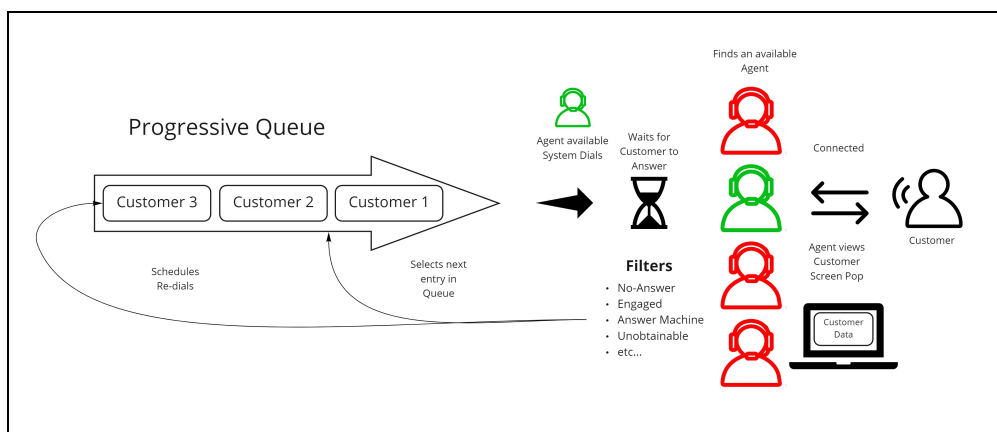 Progressive Queue
Customer 3
Customer 2
Customer 1
Schedules
Re-dials
Selects next
entry in
Queue
Agent available
System Dials
Waits for
Customer to
Answer
Filters
• No-Answer
• Engaged
• Answer Machine
• Unobtainable
• etc...
Finds an available
Agent
Connected
Customer
Agent views
Customer
Screen Pop
Customer
Data